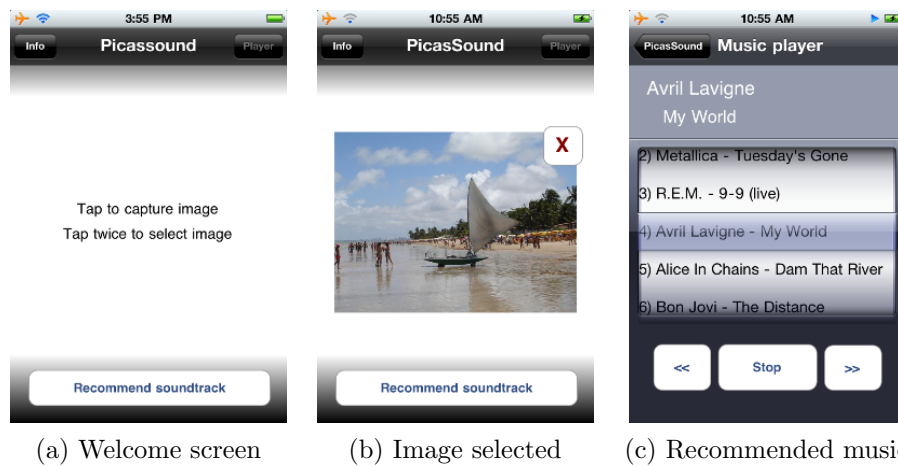 3:55 PM
Info Picassound Player
Tap to capture image
Tap twice to select image
Recommend soundtrack
(a) Welcome screen
10:55 AM
Info PicasSound Player
X
Recommend soundtrack
(b) Image selected
10:55 AM
PicasSound Music player
Avril Lavigne
My World
2) Metallica - Tuesday's Gone
3) R.E.M. - 9-9 (live)
4) Avril Lavigne - My World
5) Alice In Chains - Dam That River
6) Bon Jovi - The Distance
<< Stop >>
(c) Recommended music